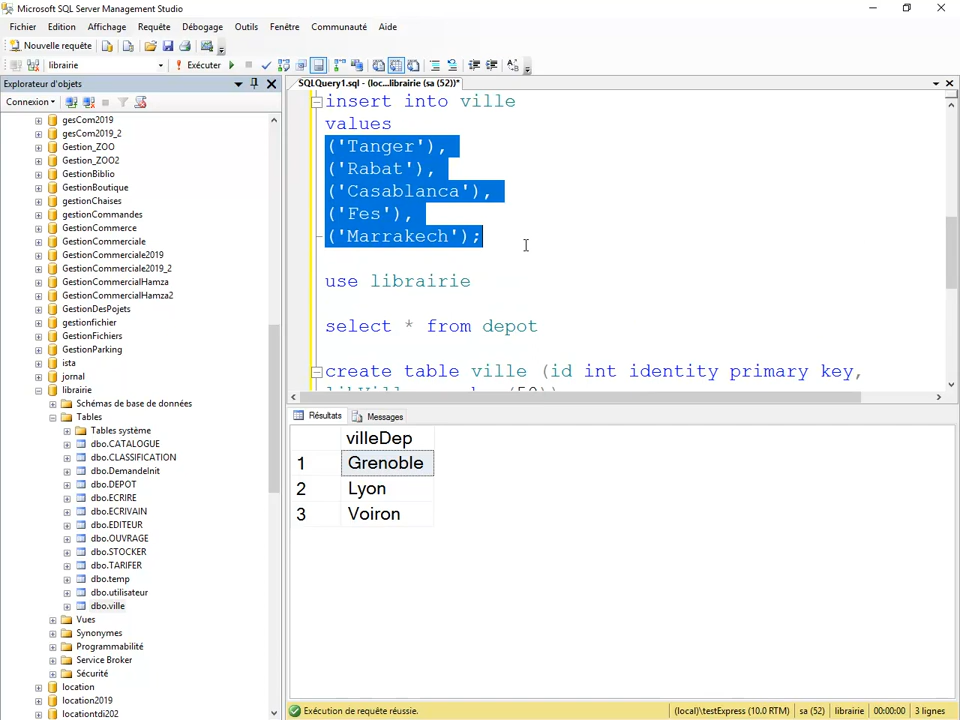 Microsoft SQL Server Management Studio
Fichier Edition Affichage Requête Débogage Outils Fenêtre Communauté Aide
Nouvelle requête
librairie Exécuter
Explorateur d'objets
SQLQuery1.sql - (loc...librairie (sa (52))*
Connexion
gesCom2019
gesCom2019_2
Gestion_ZOO
Gestion_ZOO2
GestionBiblio
GestionBoutique
gestionChaises
gestionCommandes
GestionCommerce
GestionCommerciale
GestionCommerciale2019
GestionCommerciale2019_2
GestionCommercialHamza
GestionCommercialHamza2
GestionDesPojets
gestionfichier
GestionFichiers
GestionParking
ista
jornal
librairie
Schémas de base de données
Tables
Tables système
dbo.CATALOGUE
dbo.CLASSIFICATION
dbo.DemandeInit
dbo.DEPOT
dbo.ECRIRE
dbo.ECRIVAIN
dbo.EDITEUR
dbo.OUVRAGE
dbo.STOCKER
dbo.TARIFER
dbo.temp
dbo.utilisateur
dbo.ville
Vues
Synonymes
Programmabilité
Service Broker
Sécurité
location
location2019
locationtdi202
insert into ville
values
('Tanger'),
('Rabat'),
('Casablanca'),
('Fes'),
('Marrakech');
use librairie
select * from depot
create table ville (id int identity primary key,
Résultats Messages
villeDep
1 Grenoble
2 Lyon
3 Voiron
Exécution de requête réussie. (local)\testExpress (10.0 RTM) sa (52) librairie 00:00:00 3 lignes